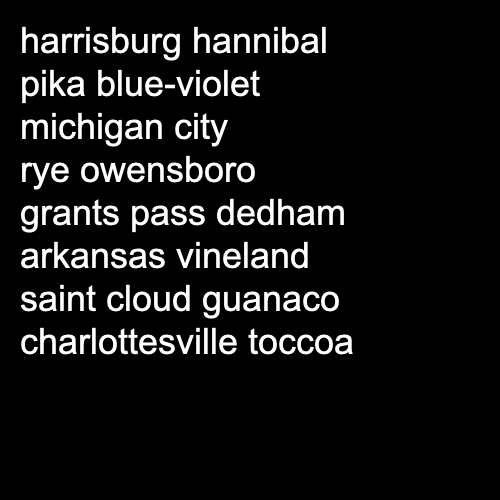 harrisburg hannibal
pika blue-violet
michigan city
rye owensboro
grants pass dedham
arkansas vineland
saint cloud guanaco
charlottesville toccoa